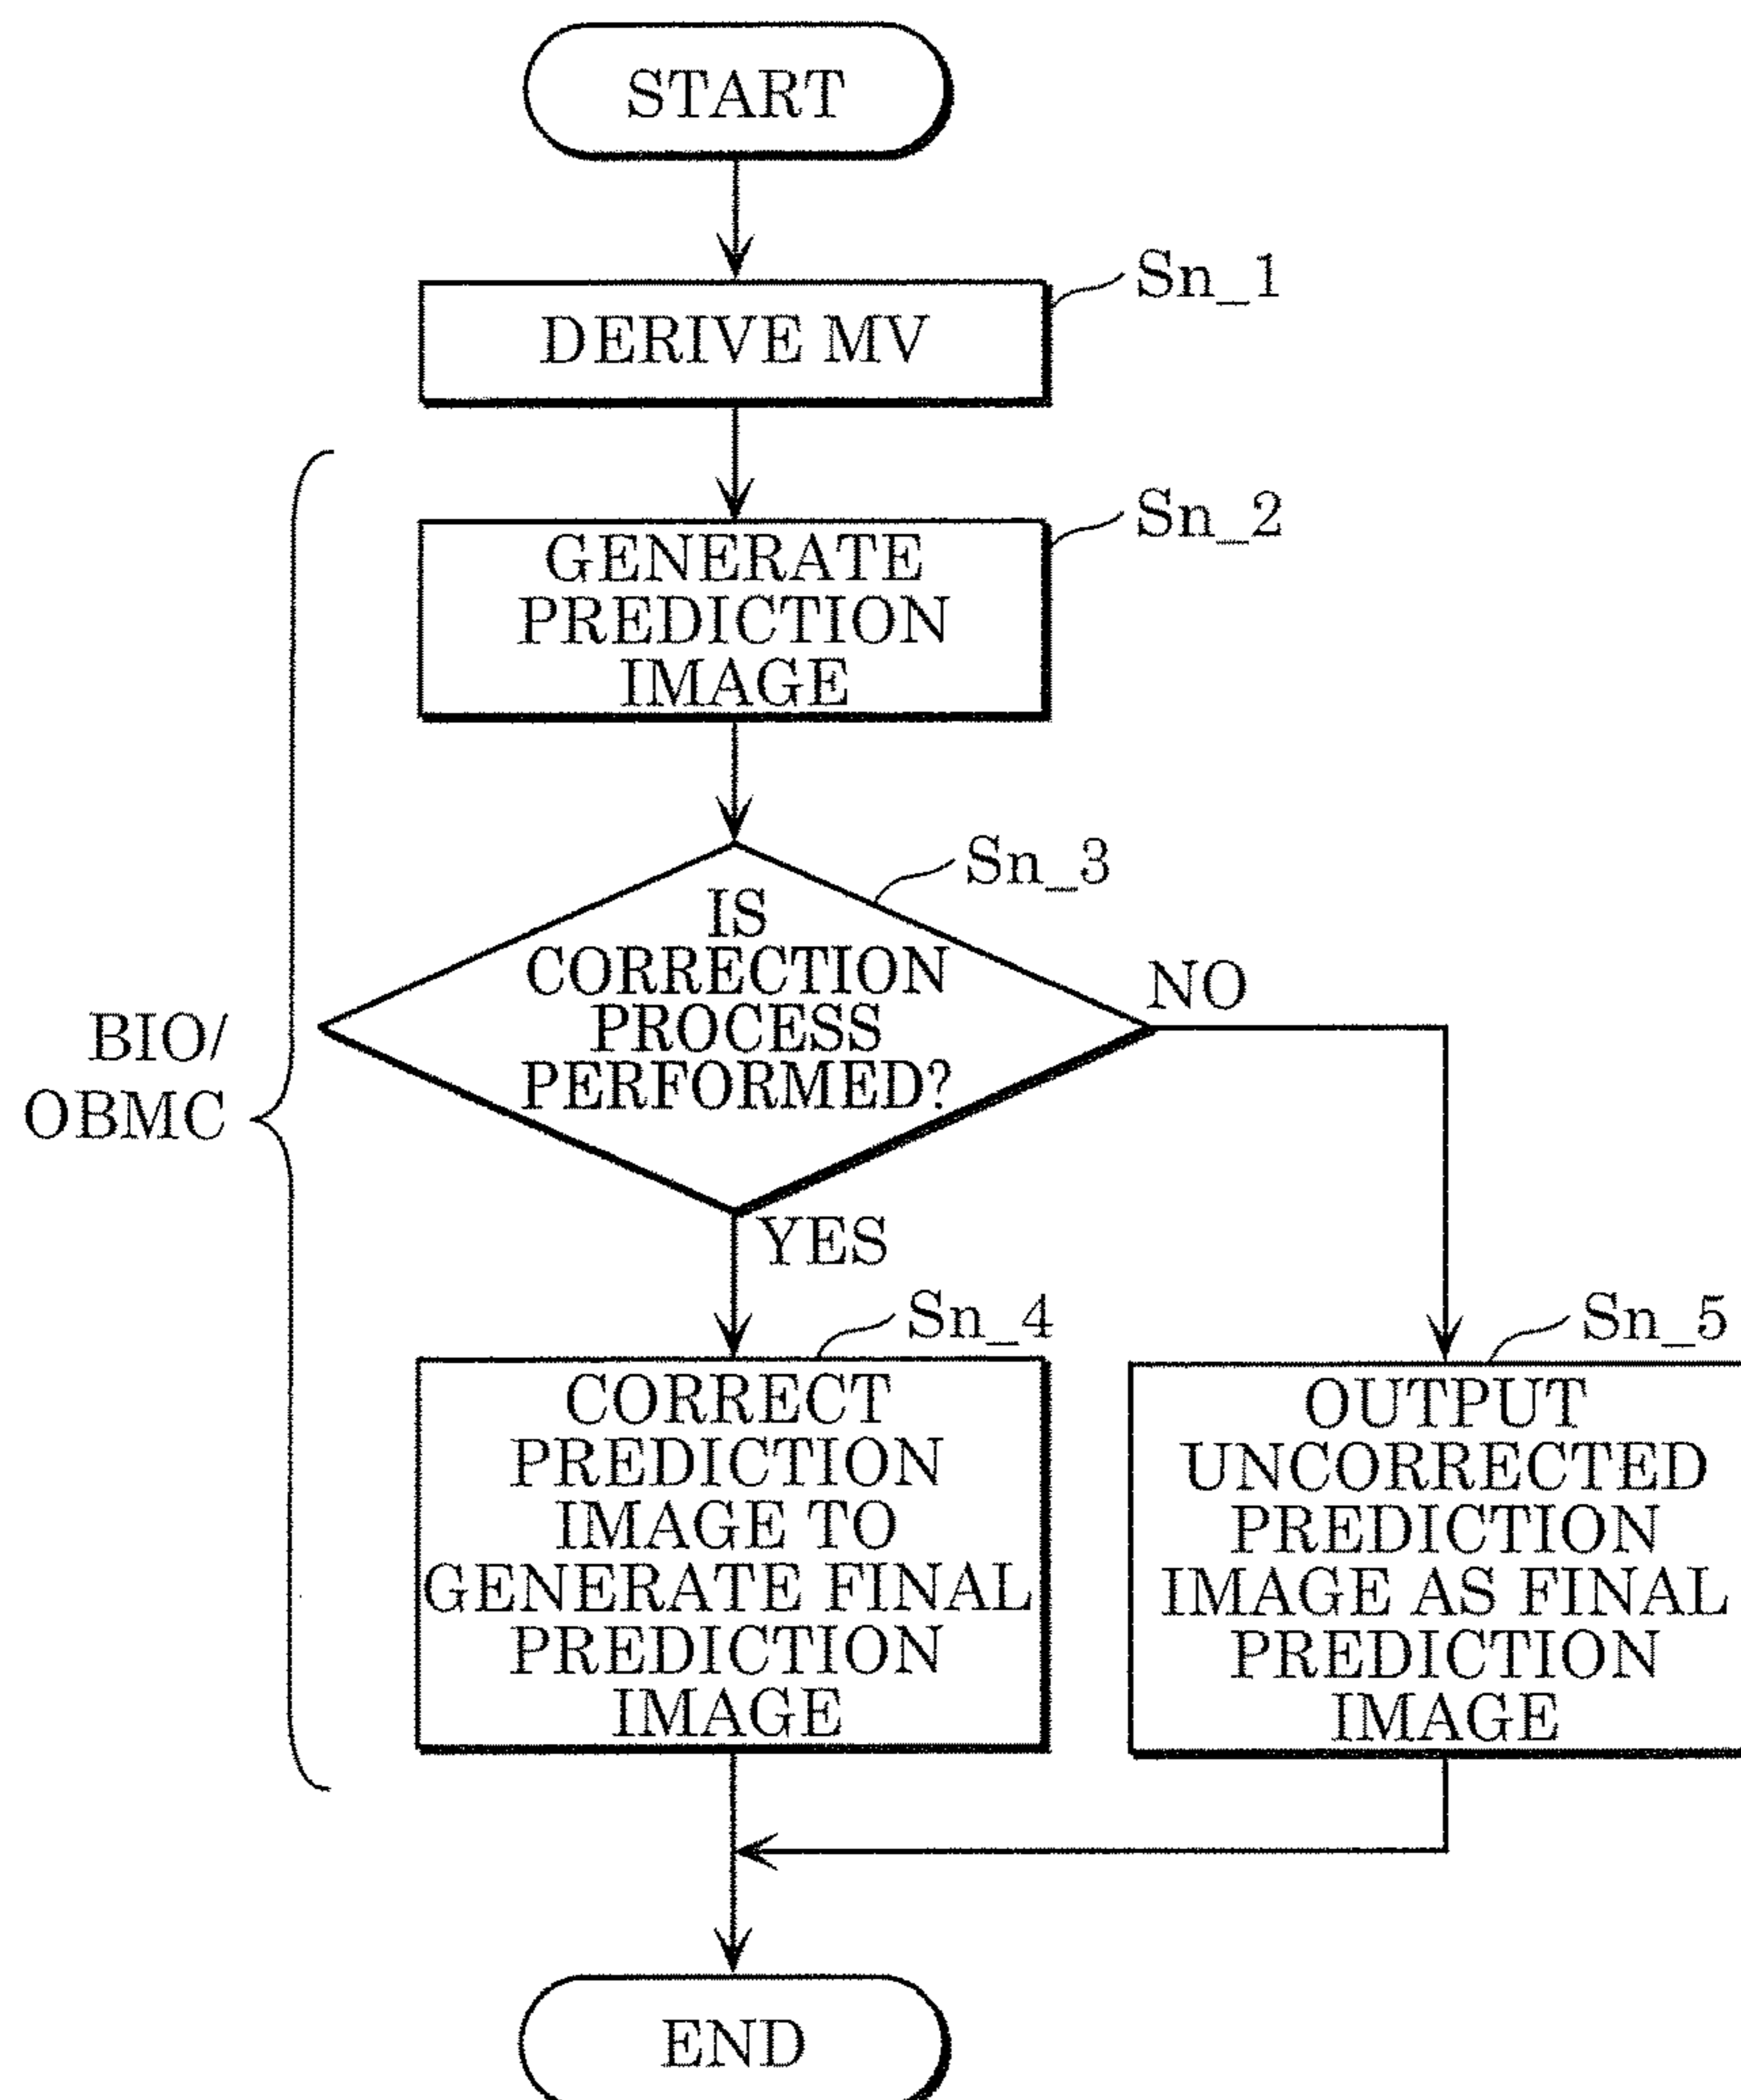 START
Sn_1
DERIVE MV
Sn_2
GENERATE
PREDICTION
IMAGE
Sn_3
IS
CORRECTION
PROCESS
PERFORMED?
NO
BIO/
OBMC
YES
Sn_4
CORRECT
PREDICTION
IMAGE TO
GENERATE FINAL
PREDICTION
IMAGE
Sn_5
OUTPUT
UNCORRECTED
PREDICTION
IMAGE AS FINAL
PREDICTION
IMAGE
END